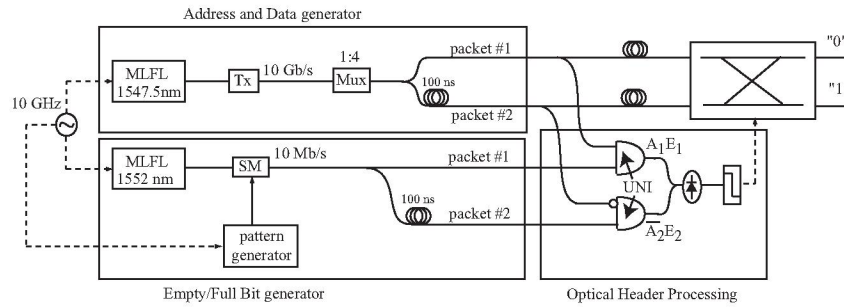 Address and Data generator
10 GHz
MLFL
1547.5nm
Tx
10 Gb/s
1:4
Mux
packet #1
100 ns
packet #2
"0"
"1
MLFL
1552 nm
SM
10 Mb/s
packet #1
100 ns
packet #2
pattern
generator
A1E1
UNI
A̅2E2
Empty/Full Bit generator
Optical Header Processing